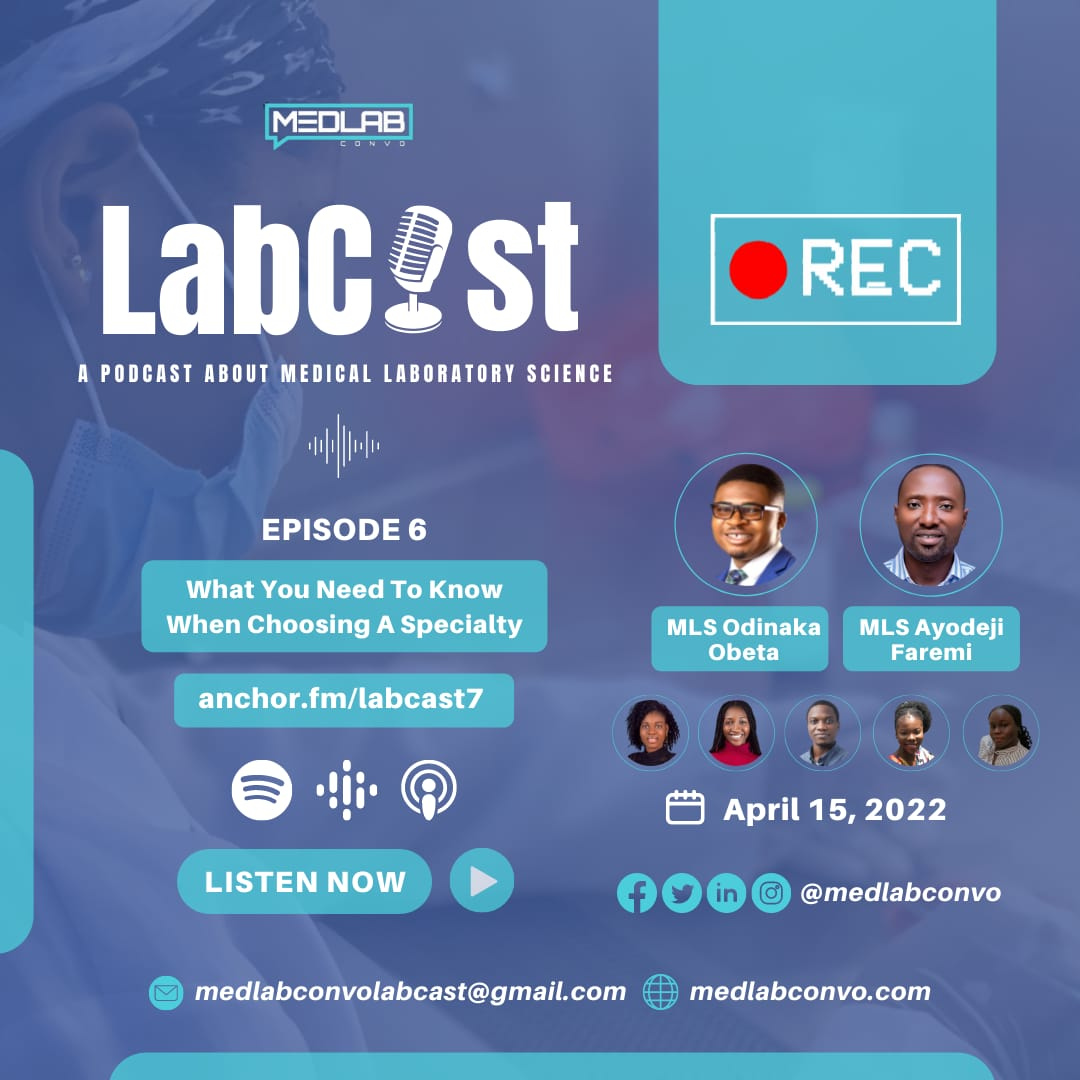 MEDLAB
CONVO
LabCast
A PODCAST ABOUT MEDICAL LABORATORY SCIENCE
REC
EPISODE 6
What You Need To Know
When Choosing A Specialty
anchor.fm/labcast7
LISTEN NOW
MLS Odinaka
Obeta
MLS Ayodeji
Faremi
April 15, 2022
@medlabconvo
medlabconvolabcast@gmail.com
medlabconvo.com